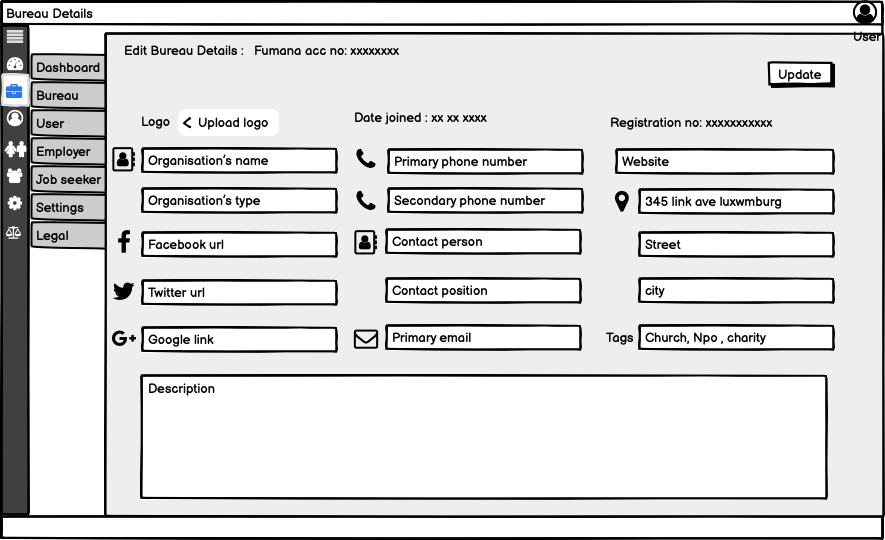 Bureau Details
User
Edit Bureau Details : Fumana acc no: xxxxxxxx
Update
Dashboard
Bureau
User
Employer
Job seeker
Settings
Legal
Logo
< Upload logo
Date joined : xx xx xxxx
Registration no: xxxxxxxxxxx
Organisation's name
Primary phone number
Website
Organisation's type
Secondary phone number
345 link ave luxwmburg
Facebook url
Contact person
Street
Twitter url
Contact position
city
G+
Google link
Primary email
Tags
Church, Npo , charity
Description